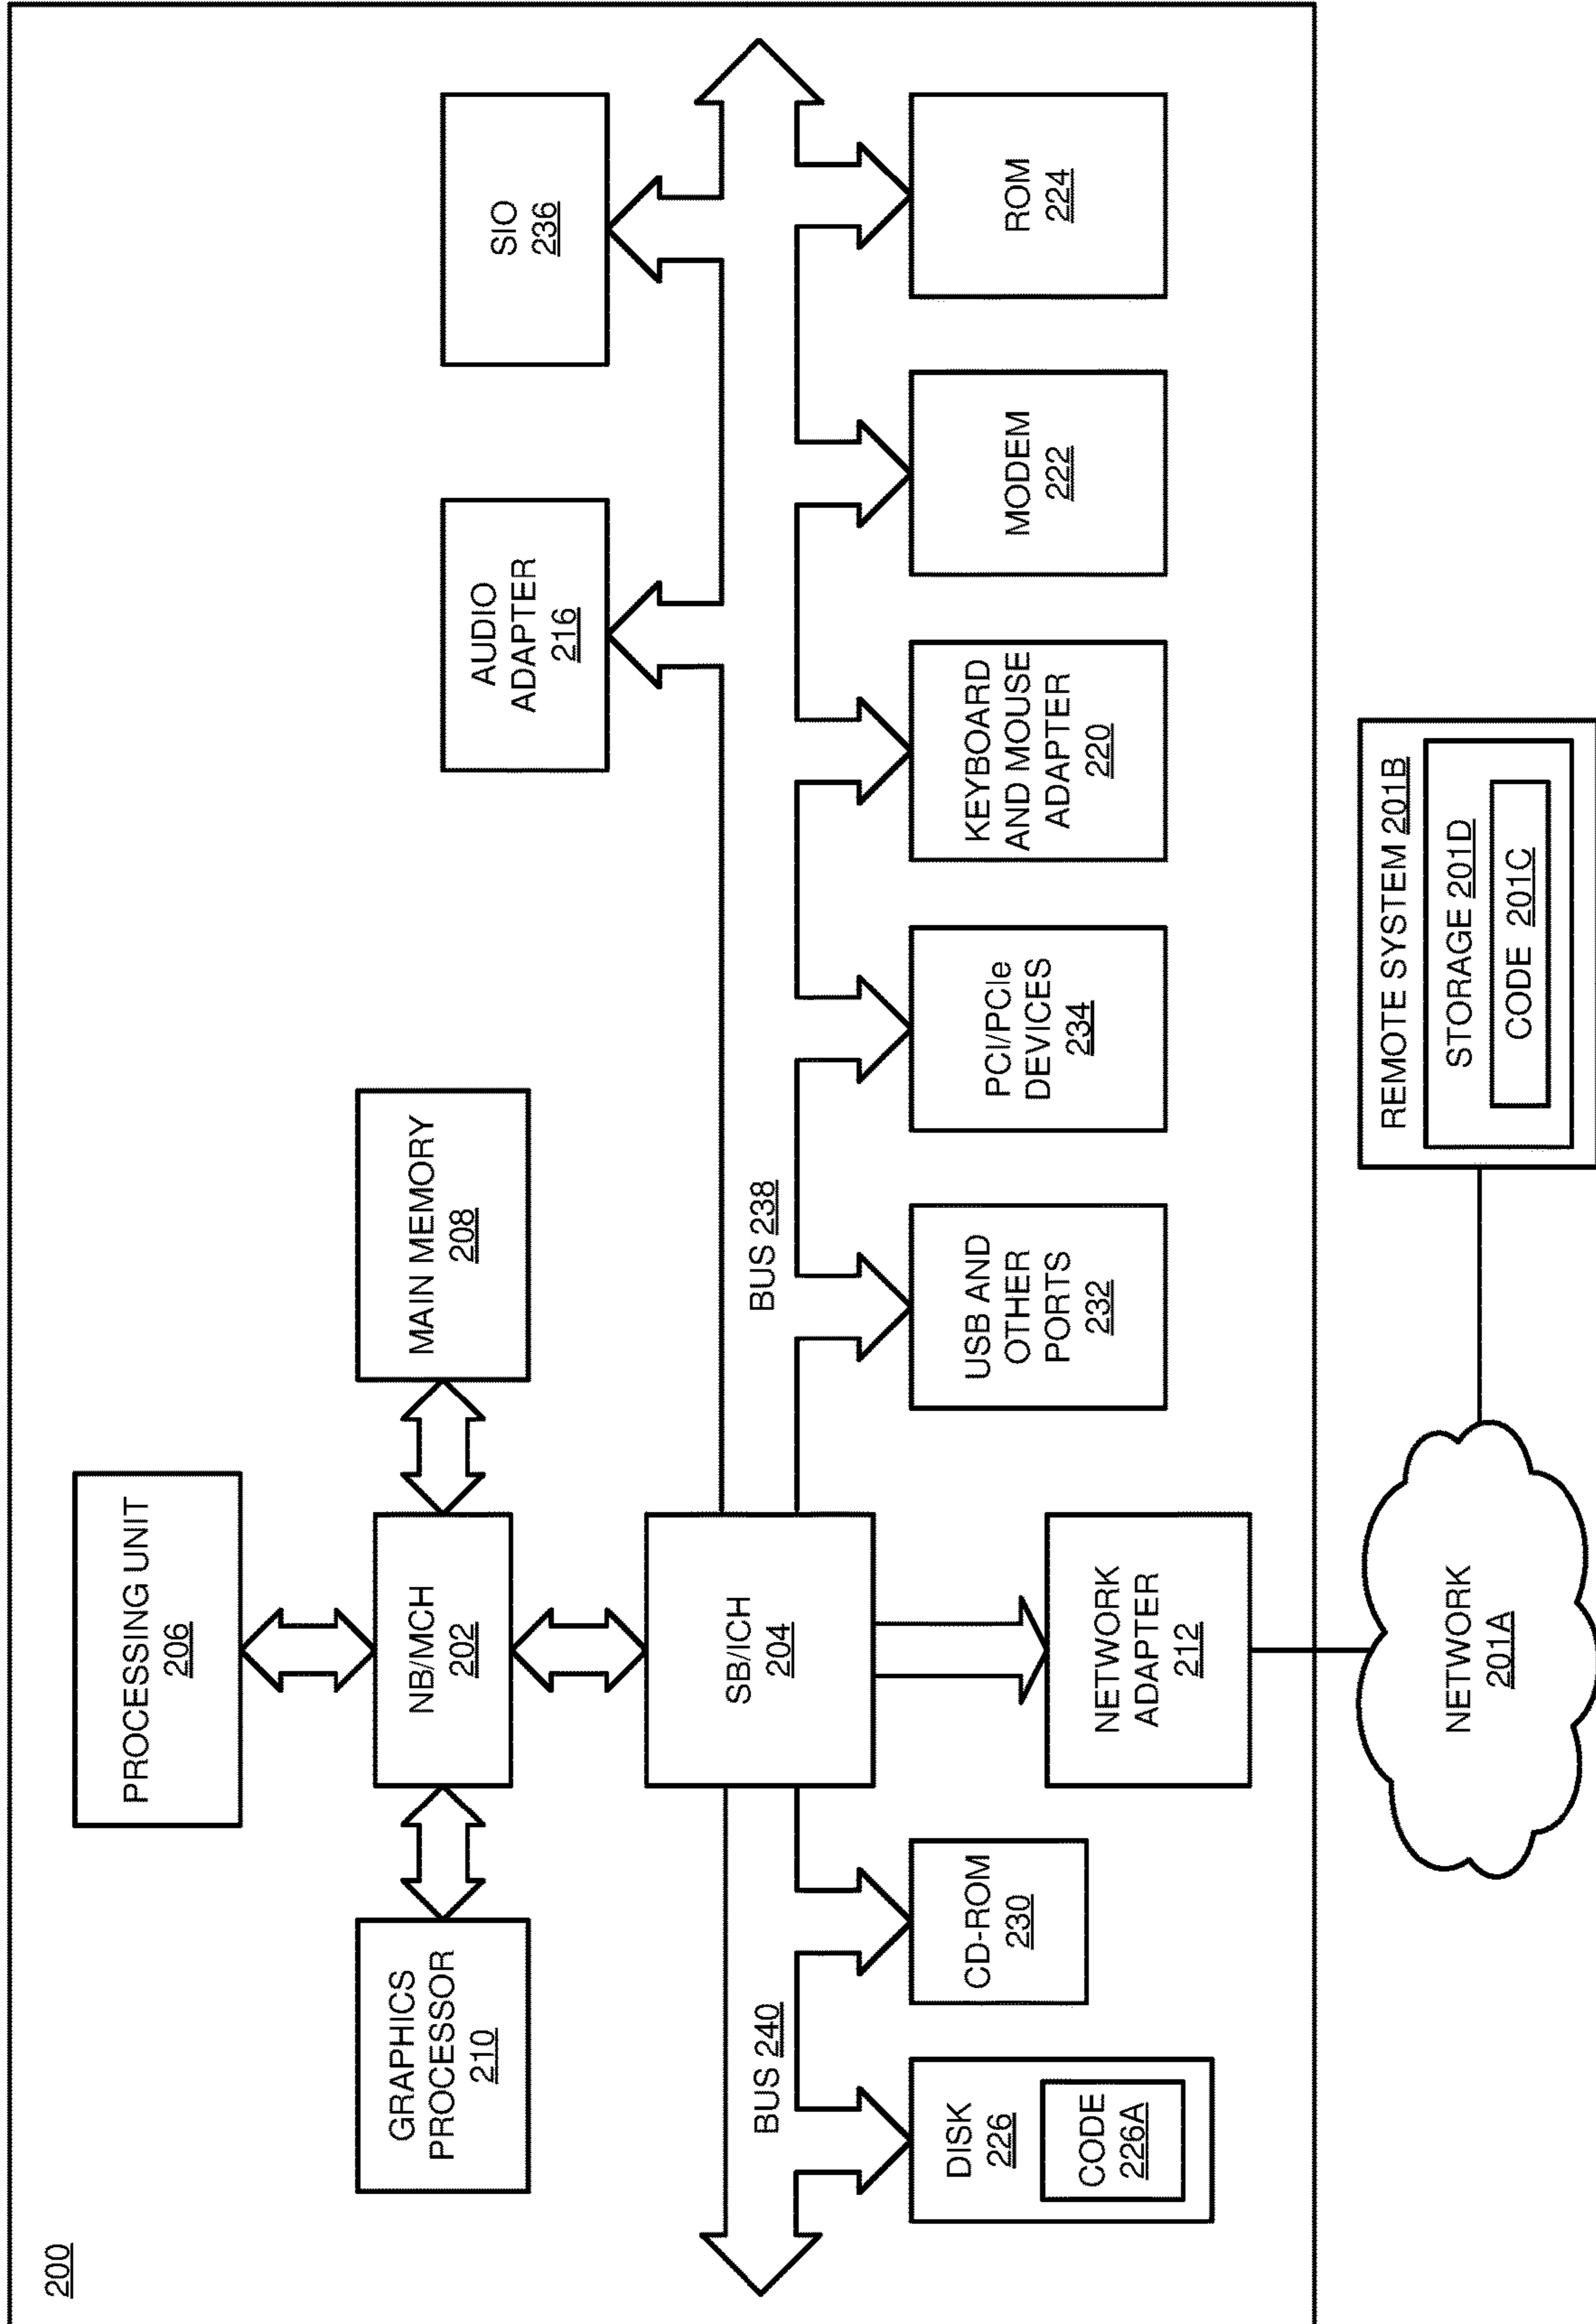 200
PROCESSING UNIT
206
GRAPHICS
PROCESSOR
210
NB/MCH
202
MAIN MEMORY
208
AUDIO
ADAPTER
216
SIO
236
SB/ICH
204
BUS 240
BUS 238
DISK
226
CODE
226A
CD-ROM
230
NETWORK
ADAPTER
212
USB AND
OTHER
PORTS
232
PCI/PCIe
DEVICES
234
KEYBOARD
AND MOUSE
ADAPTER
220
MODEM
222
ROM
224
NETWORK
201A
REMOTE SYSTEM 201B
STORAGE 201D
CODE 201C